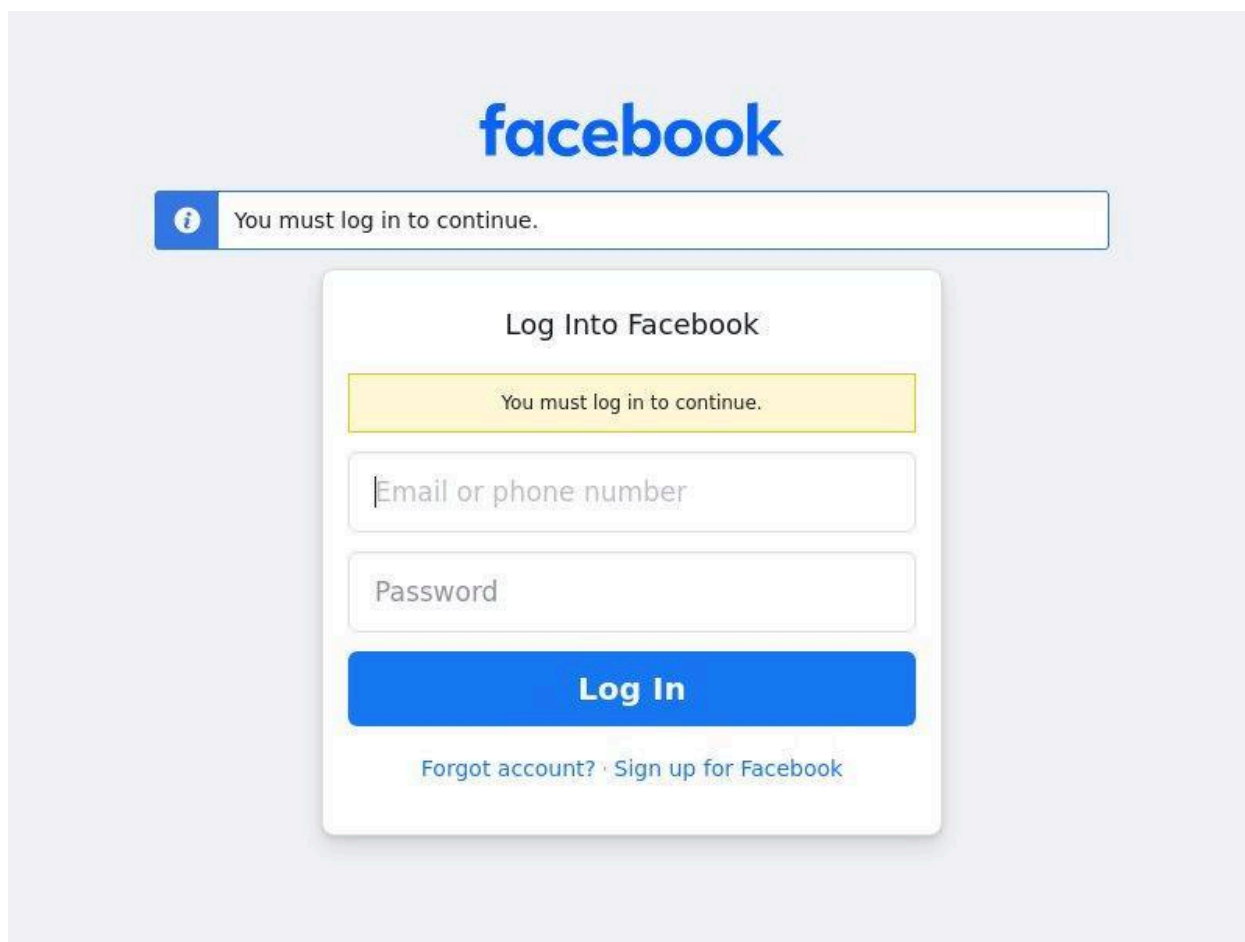 facebook
You must log in to continue.
Log Into Facebook
You must log in to continue.
Email or phone number
Password
Log In
Forgot account? · Sign up for Facebook